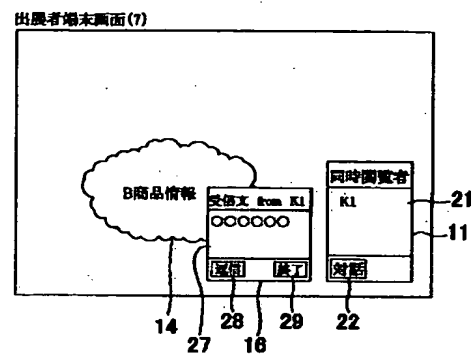 出展者端末画面(7)
B商品情報
受信文 from K1
○○○○○○
返信 終了
同時閲覧者
K1
対話
21
11
14
27
28
16
29
22